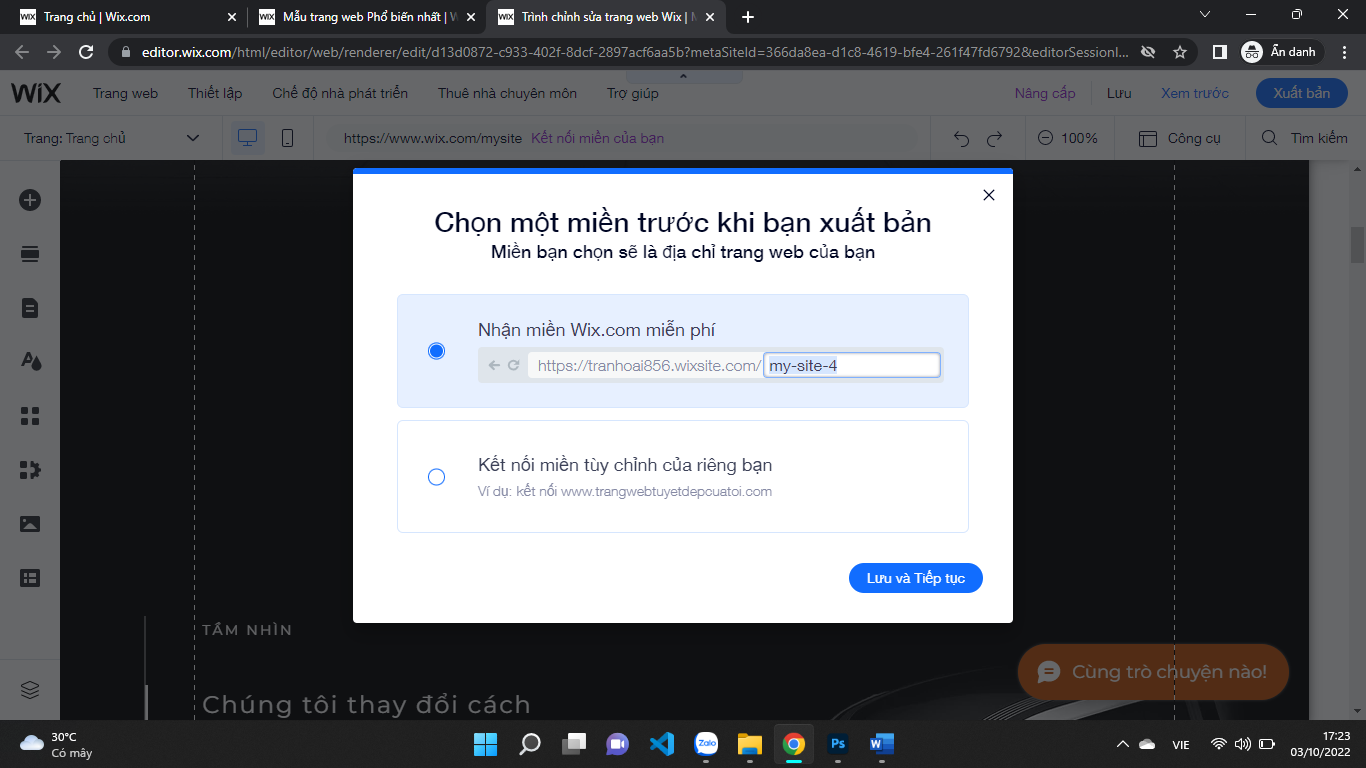 Trang chủ | Wix.com
Mẫu trang web Phổ biến nhất | W
Trình chỉnh sửa trang web Wix | M
editor.wix.com/html/editor/web/renderer/edit/d13d0872-c933-402f-8dcf-2897acf6aa5b?metaSiteId=366da8ea-d1c8-4619-bfe4-261f47fd6792&editorSessionI...
Ẩn danh
WIX Trang web Thiết lập Chế độ nhà phát triển Thuê nhà chuyên môn Trợ giúp Nâng cấp Lưu Xem trước Xuất bản
Trang: Trang chủ https://www.wix.com/mysite Kết nối miền của bạn 100% Công cụ Tìm kiếm
Chọn một miền trước khi bạn xuất bản
Miền bạn chọn sẽ là địa chỉ trang web của bạn
Nhận miền Wix.com miễn phí
https://tranhoai856.wixsite.com/ my-site-4
Kết nối miền tùy chỉnh của riêng bạn
Ví dụ: kết nối www.trangwebtuyetdepcuatoi.com
Lưu và Tiếp tục
TẦM NHÌN
Cùng trò chuyện nào!
Chúng tôi thay đổi cách
30°C
Có mây
Zalo
Ps
W
VIE
17:23
03/10/2022